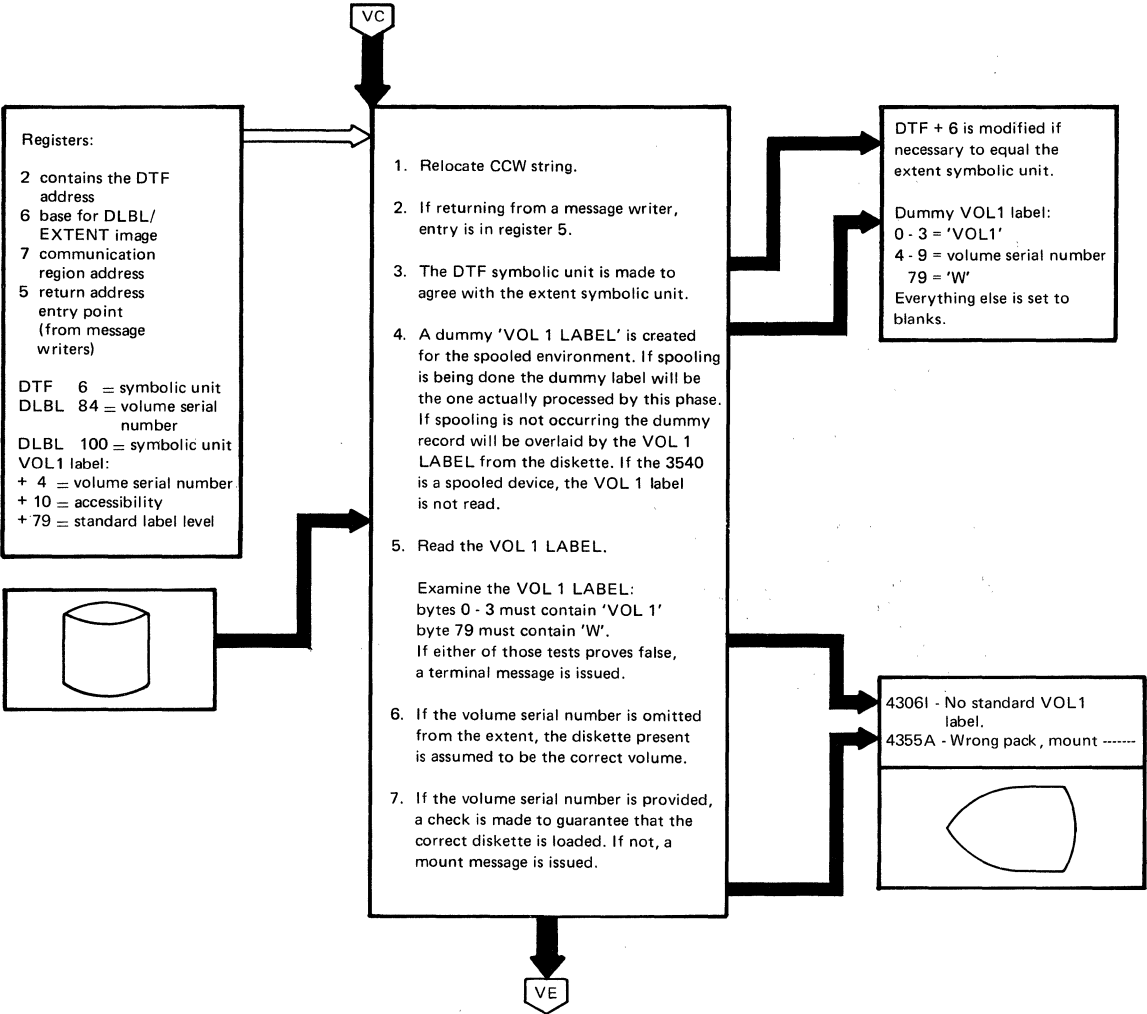 VC
Registers:
2 contains the DTF
address
6 base for DLBL/
EXTENT image
7 communication
region address
5 return address
entry point
(from message
writers)
DTF 6 = symbolic unit
DLBL 84 = volume serial
number
DLBL 100 = symbolic unit
VOL1 label:
+ 4 = volume serial number
+ 10 = accessibility
+ 79 = standard label level
1. Relocate CCW string.
2. If returning from a message writer,
entry is in register 5.
3. The DTF symbolic unit is made to
agree with the extent symbolic unit.
4. A dummy 'VOL 1 LABEL' is created
for the spooled environment. If spooling
is being done the dummy label will be
the one actually processed by this phase.
If spooling is not occurring the dummy
record will be overlaid by the VOL 1
LABEL from the diskette. If the 3540
is a spooled device, the VOL 1 label
is not read.
5. Read the VOL 1 LABEL.
Examine the VOL 1 LABEL:
bytes 0 - 3 must contain 'VOL 1'
byte 79 must contain 'W'.
If either of those tests proves false,
a terminal message is issued.
6. If the volume serial number is omitted
from the extent, the diskette present
is assumed to be the correct volume.
7. If the volume serial number is provided,
a check is made to guarantee that the
correct diskette is loaded. If not, a
mount message is issued.
DTF + 6 is modified if
necessary to equal the
extent symbolic unit.
Dummy VOL1 label:
0 - 3 = 'VOL1'
4 - 9 = volume serial number
79 = 'W'
Everything else is set to
blanks.
4306I - No standard VOL1
label.
4355A - Wrong pack, mount -------
VE